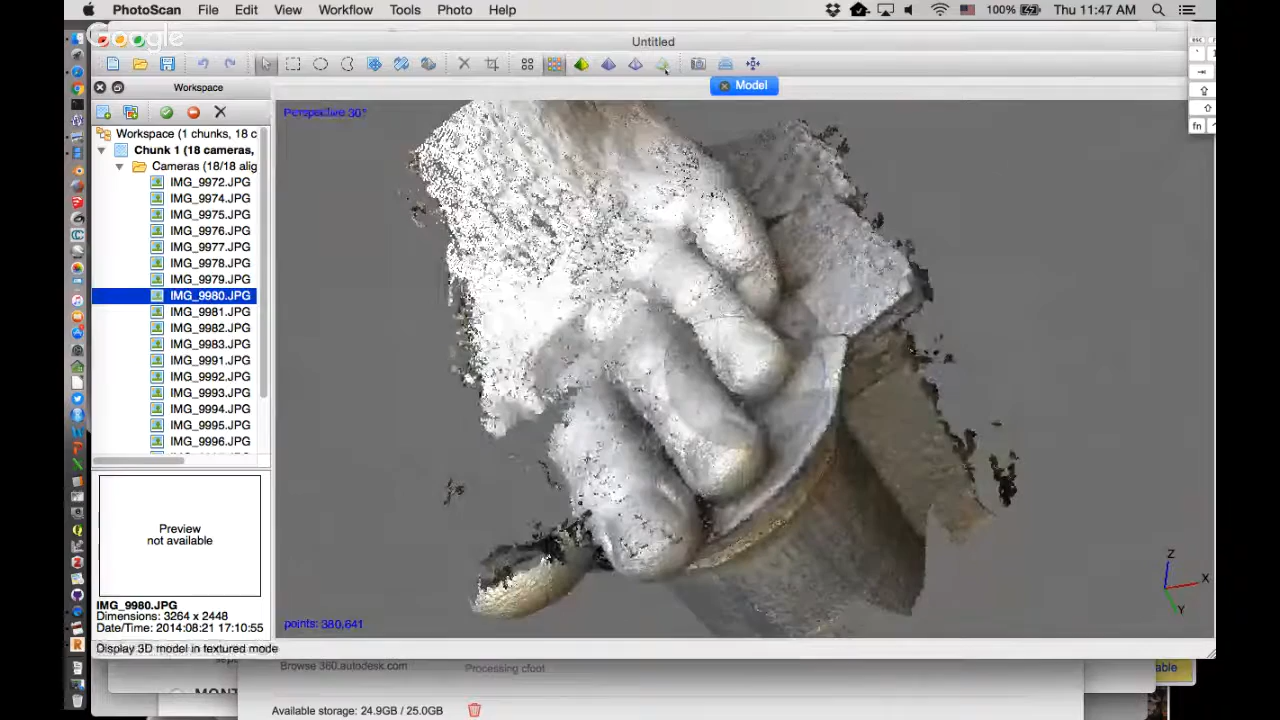 PhotoScan File Edit View Workflow Tools Photo Help 100% Thu 11:47 AM
Google
Untitled
Workspace
Model
Perspective 30°
Workspace (1 chunks, 18 c
Chunk 1 (18 cameras,
Cameras (18/18 alig
IMG_9972.JPG
IMG_9974.JPG
IMG_9975.JPG
IMG_9976.JPG
IMG_9977.JPG
IMG_9978.JPG
IMG_9979.JPG
IMG_9980.JPG
IMG_9981.JPG
IMG_9982.JPG
IMG_9983.JPG
IMG_9991.JPG
IMG_9992.JPG
IMG_9993.JPG
IMG_9994.JPG
IMG_9995.JPG
IMG_9996.JPG
Preview
not available
IMG_9980.JPG
Dimensions: 3264 x 2448
Date/Time: 2014:08:21 17:10:55
points: 380,641
Z
X
Y
Display 3D model in textured mode
Browse 360.autodesk.com
Processing cfoot
able
Available storage: 24.9GB / 25.0GB
fn